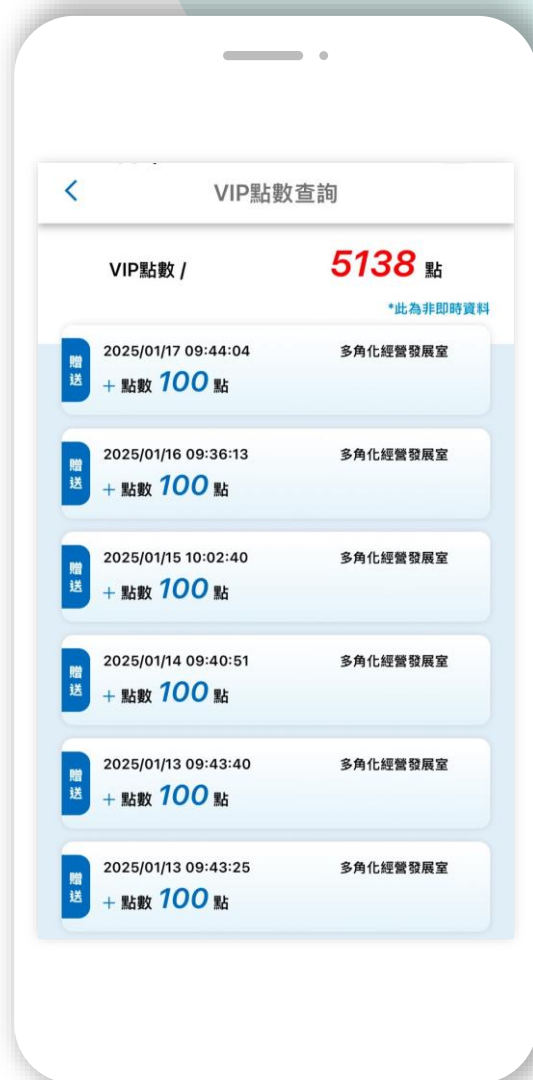 VIP點數查詢
VIP點數 / 5138 點
*此為非即時資料
贈送
2025/01/17 09:44:04 多角化經營發展室
+ 點數 100 點
贈送
2025/01/16 09:36:13 多角化經營發展室
+ 點數 100 點
贈送
2025/01/15 10:02:40 多角化經營發展室
+ 點數 100 點
贈送
2025/01/14 09:40:51 多角化經營發展室
+ 點數 100 點
贈送
2025/01/13 09:43:40 多角化經營發展室
+ 點數 100 點
贈送
2025/01/13 09:43:25 多角化經營發展室
+ 點數 100 點